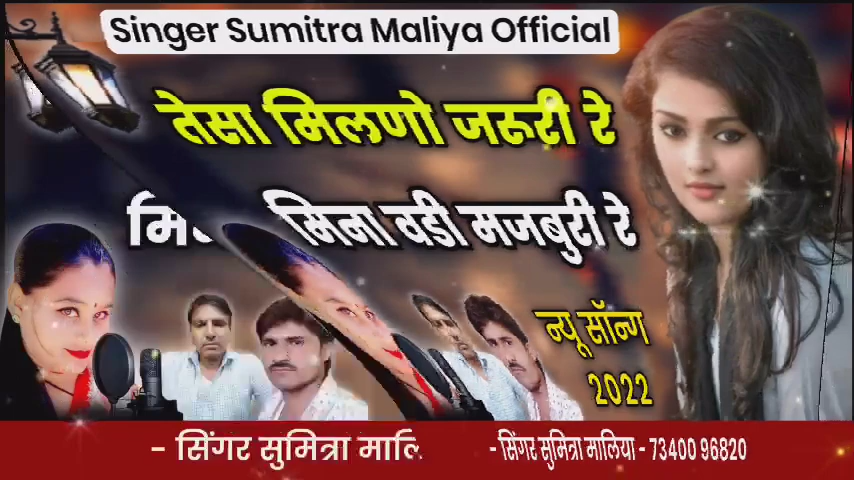 Singer Sumitra Maliya Official
तेसा मिलणो जरूरी रे
मिना वडी मजबुरी रे
न्यू सॉन्ग
2022
- सिंगर सुमित्रा
- सिंगर सुमित्रा मालिया - 73400 96820